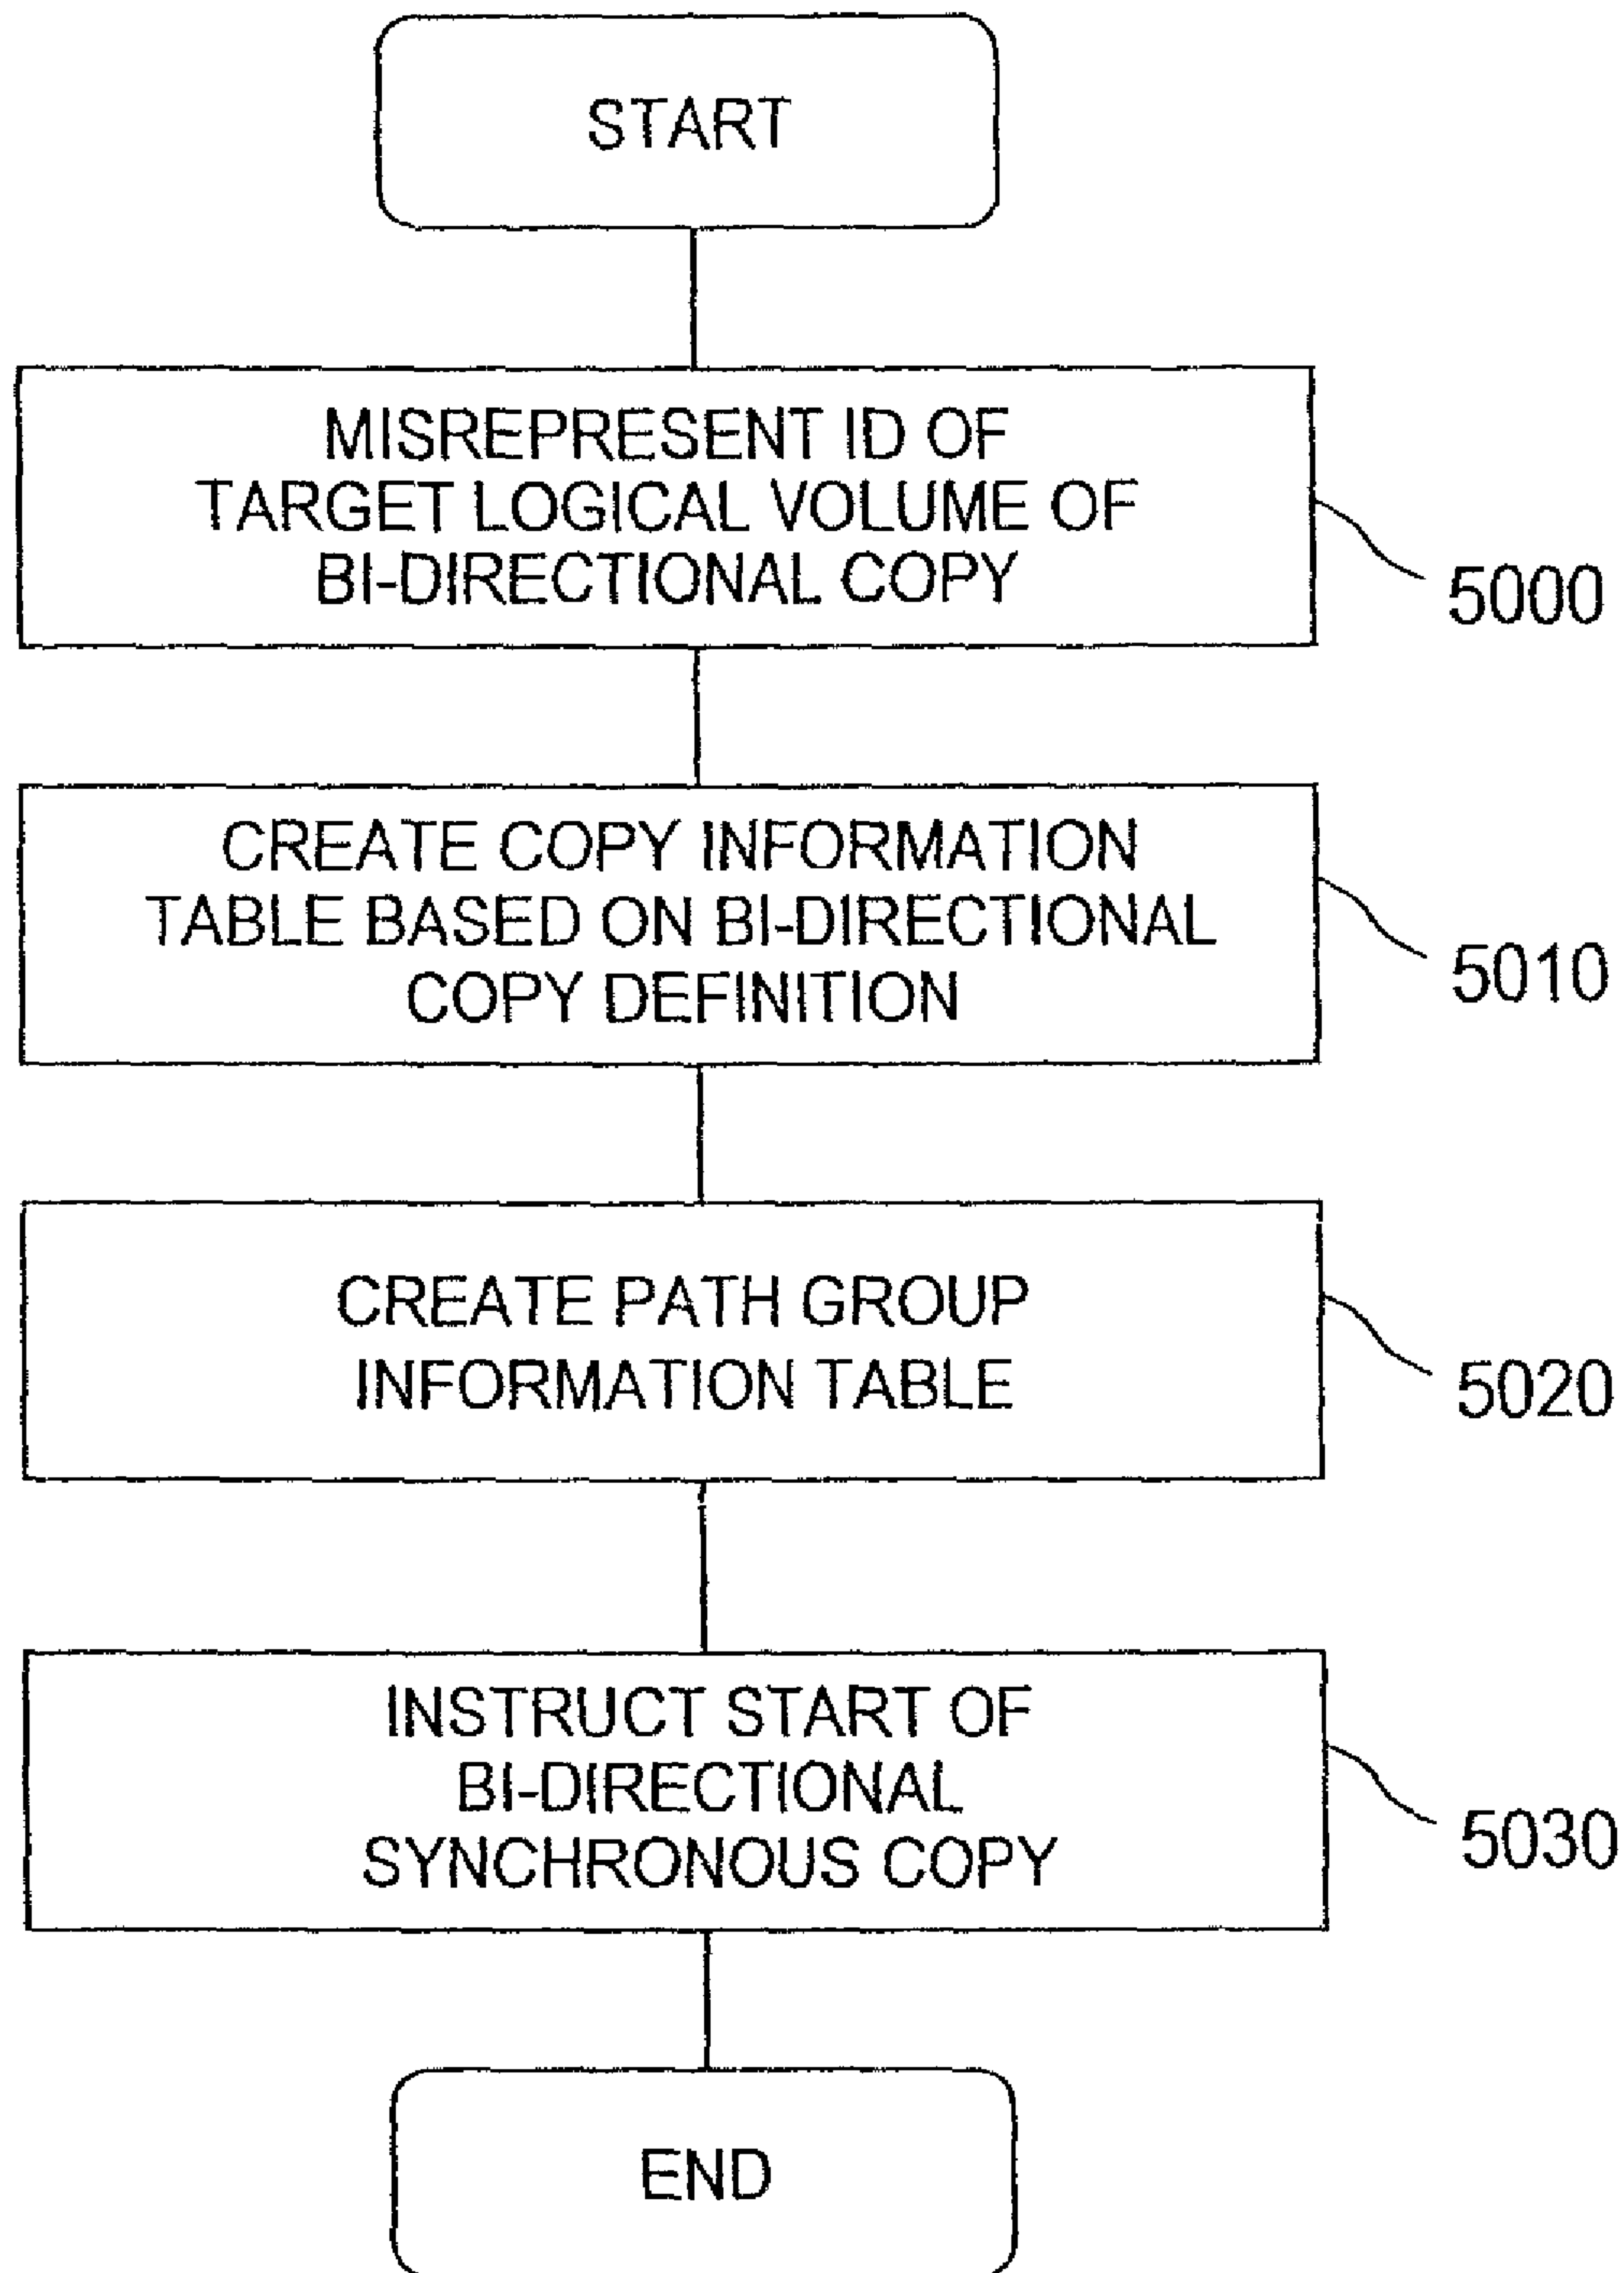 START
MISREPRESENT ID OF
TARGET LOGICAL VOLUME OF
BI-DIRECTIONAL COPY
5000
CREATE COPY INFORMATION
TABLE BASED ON BI-DIRECTIONAL
COPY DEFINITION
5010
CREATE PATH GROUP
INFORMATION TABLE
5020
INSTRUCT START OF
BI-DIRECTIONAL
SYNCHRONOUS COPY
5030
END